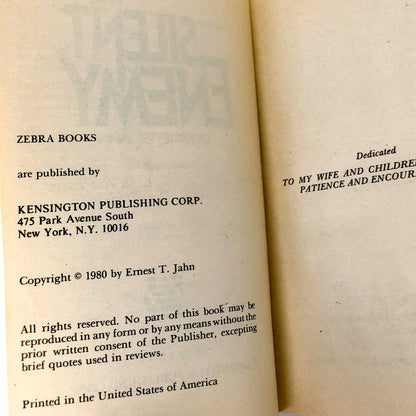 SILENT
ENEMY
ZEBRA BOOKS
are published by
KENSINGTON PUBLISHING CORP.
475 Park Avenue South
New York, N.Y. 10016
Copyright © 1980 by Ernest T. Jahn
All rights reserved. No part of this book may be
reproduced in any form or by any means without the
prior written consent of the Publisher, excepting
brief quotes used in reviews.
Printed in the United States of America
Dedicated
TO MY WIFE AND CHILDREN
PATIENCE AND